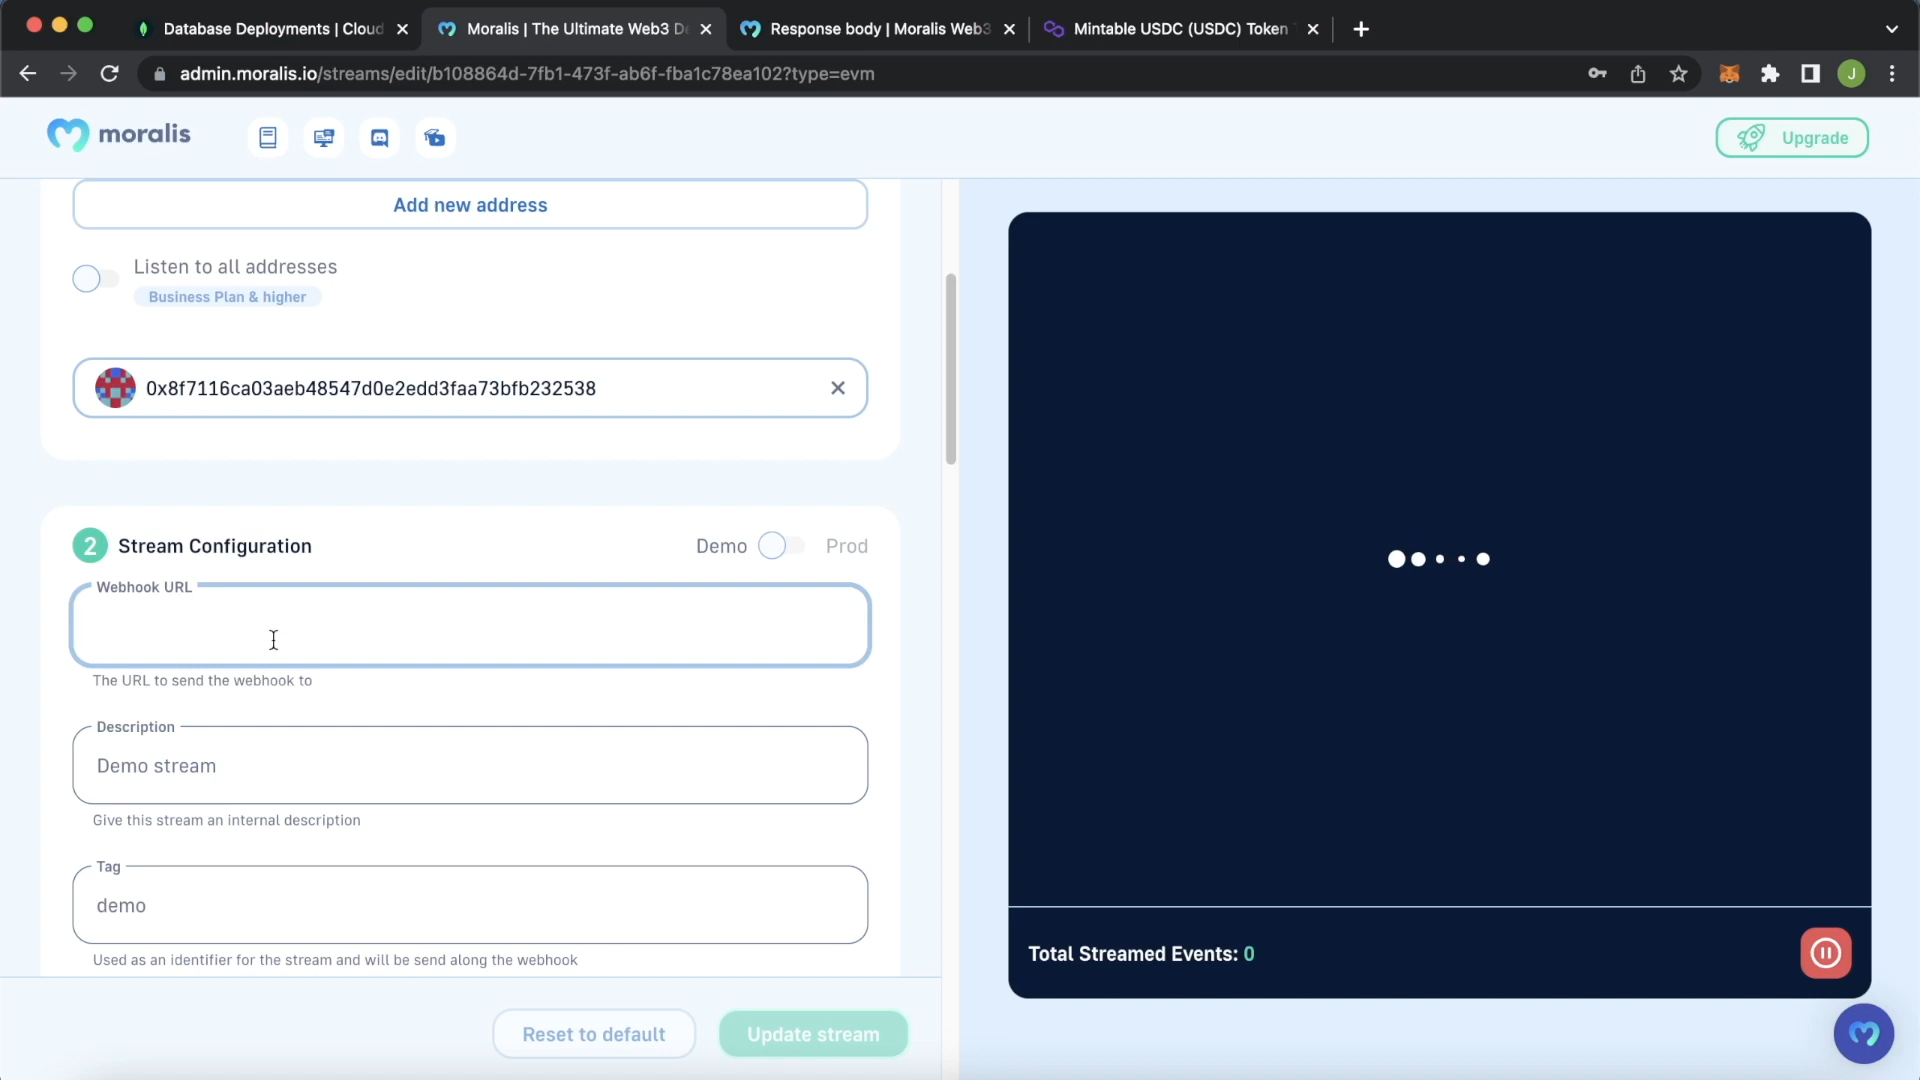 Database Deployments | Cloud
Moralis | The Ultimate Web3 De
Response body | Moralis Web3
Mintable USDC (USDC) Token
admin.moralis.io/streams/edit/b108864d-7fb1-473f-ab6f-fba1c78ea102?type=evm
J
moralis
Upgrade
Add new address
Listen to all addresses
Business Plan & higher
0x8f7116ca03aeb48547d0e2edd3faa73bfb232538
2 Stream Configuration
Demo
Prod
Webhook URL
The URL to send the webhook to
Description
Demo stream
Give this stream an internal description
Tag
demo
Used as an identifier for the stream and will be send along the webhook
Total Streamed Events: 0
Reset to default
Update stream